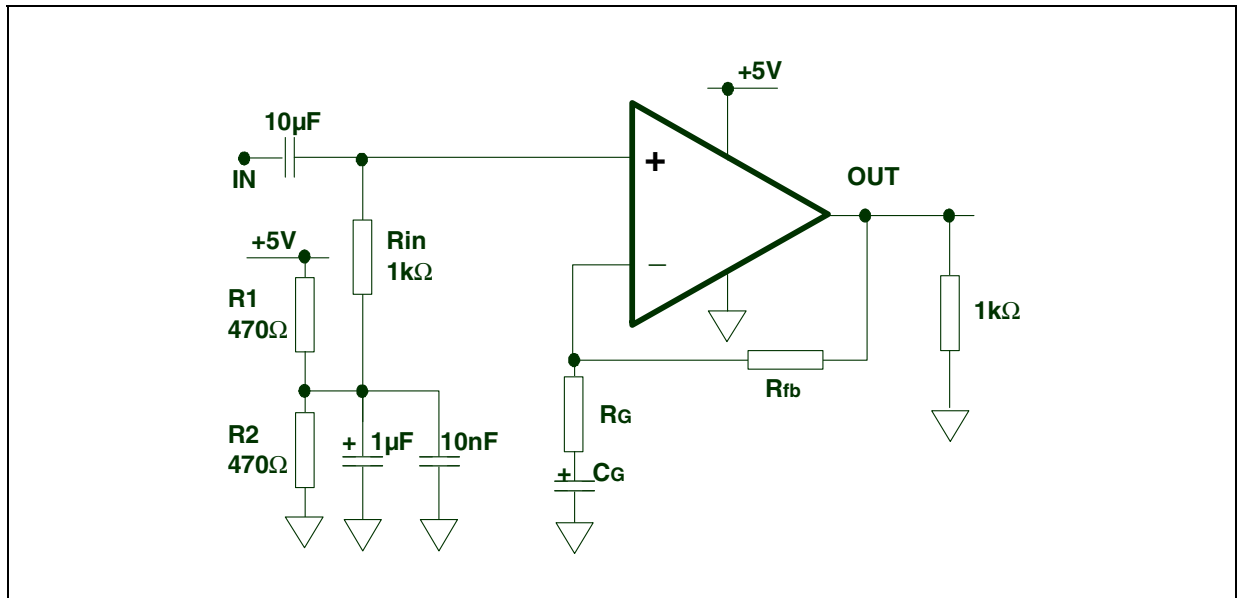 +5V
10µF
+
OUT
IN
+5V
Rin
1kΩ
–
R1
470Ω
1kΩ
Rfb
RG
R2
470Ω
+ 1µF
10nF
+ CG